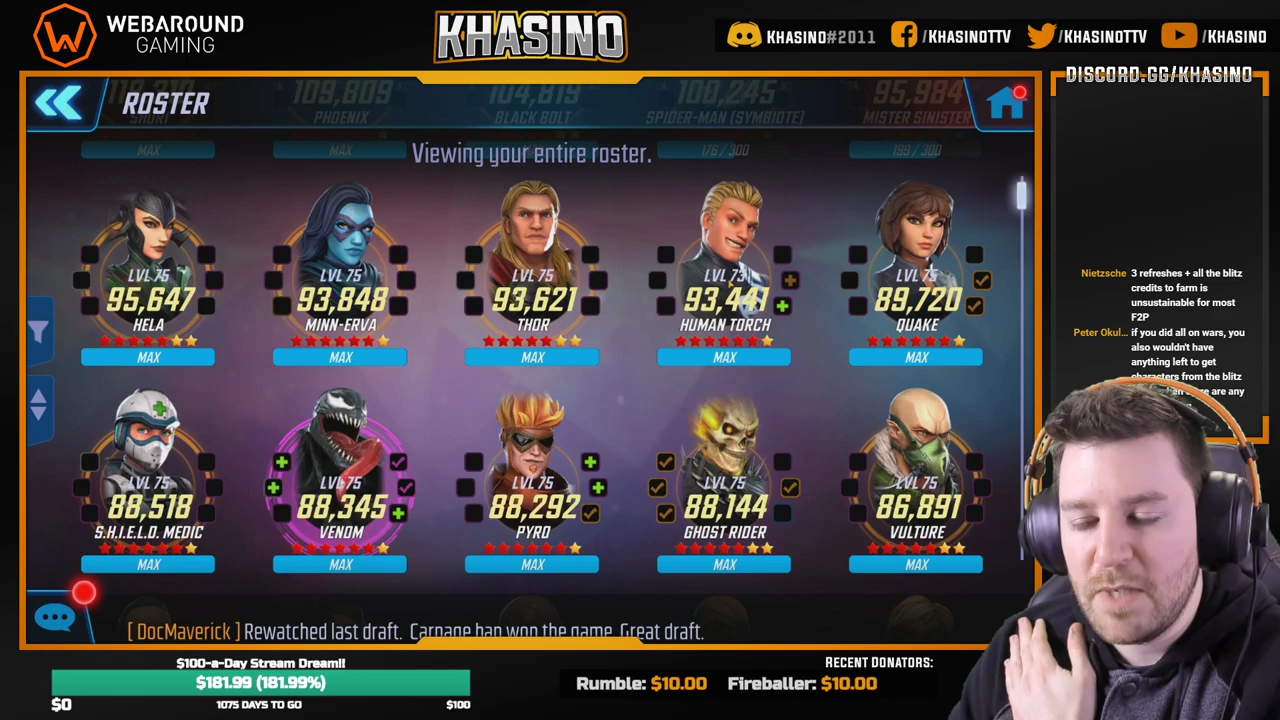 WEBAROUND
GAMING
KHASINO
KHASINO#2011
/KHASINOTTV
/KHASINOTTV
/KHASINO
DISCORD.GG/KHASINO
ROSTER
109,809
104,819
100,245
95,984
PHOENIX
BLACK BOLT
SPIDER-MAN (SYMBIOTE)
MISTER SINISTER
MAX
MAX
176 / 300
199 / 300
Viewing your entire roster.
LVL 75
95,647
HELA
MAX
LVL 75
93,848
MINN-ERVA
MAX
LVL 75
93,621
THOR
MAX
LVL 73
93,441
HUMAN TORCH
MAX
LVL 75
89,720
QUAKE
MAX
LVL 75
88,518
S.H.I.E.L.D. MEDIC
MAX
LVL 75
88,345
VENOM
MAX
LVL 75
88,292
PYRO
MAX
LVL 75
88,144
GHOST RIDER
MAX
LVL 75
86,891
VULTURE
MAX
[ DocMaverick ] Rewatched last draft. Carnage ban won the game. Great draft.
Nietzsche 3 refreshes + all the blitz
credits to farm is
unsustainable for most
F2P
Peter Okul... if you did all on wars, you
also wouldn't have
anything left to get
characters from the blitz
are any
$100-a-Day Stream Dream!!
$181.99 (181.99%)
$0
1075 DAYS TO GO
$100
RECENT DONATORS:
Rumble: $10.00 Fireballer: $10.00